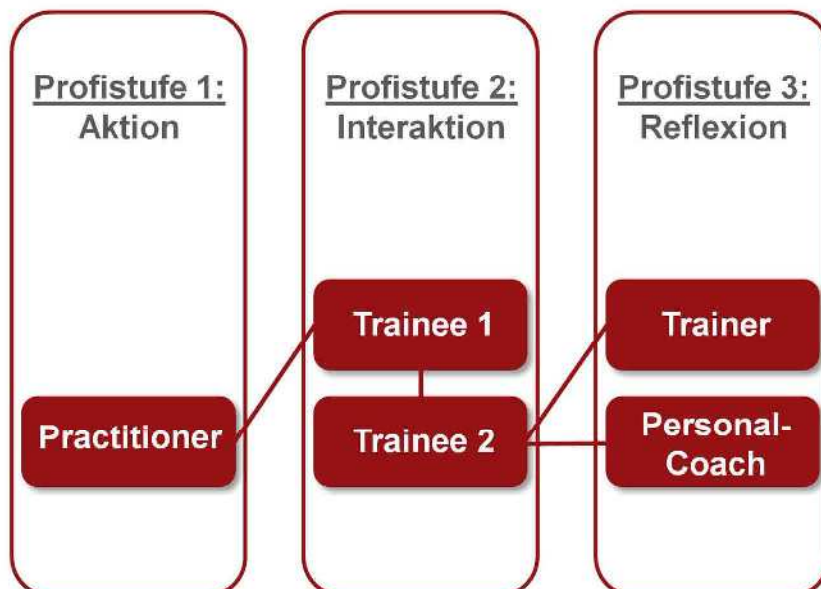 Profistufe 1:
Aktion
Practitioner
Profistufe 2:
Interaktion
Trainee 1
Trainee 2
Profistufe 3:
Reflexion
Trainer
Personal-
Coach